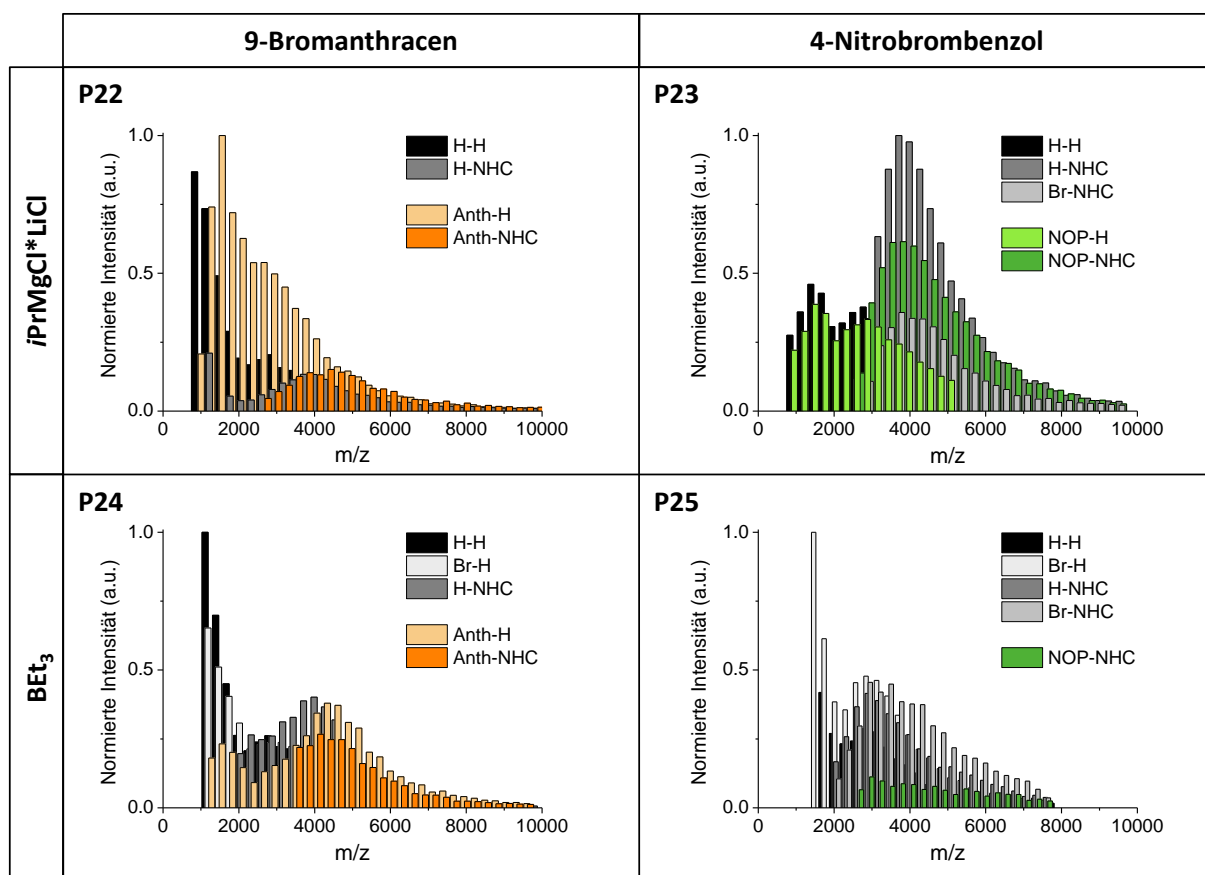 9-Bromanthracen
4-Nitrobrombenzol
iPrMgCl*LiCl
P22
Normierte Intensität (a.u.)
1.0
0.5
0.0
0 2000 4000 6000 8000 10000
m/z
H-H
H-NHC
Anth-H
Anth-NHC
P23
Normierte Intensität (a.u.)
1.0
0.5
0.0
0 2000 4000 6000 8000 10000
m/z
H-H
H-NHC
Br-NHC
NOP-H
NOP-NHC
BEt₃
P24
Normierte Intensität (a.u.)
1.0
0.5
0.0
0 2000 4000 6000 8000 10000
m/z
H-H
Br-H
H-NHC
Anth-H
Anth-NHC
P25
Normierte Intensität (a.u.)
1.0
0.5
0.0
0 2000 4000 6000 8000 10000
m/z
H-H
Br-H
H-NHC
Br-NHC
NOP-NHC